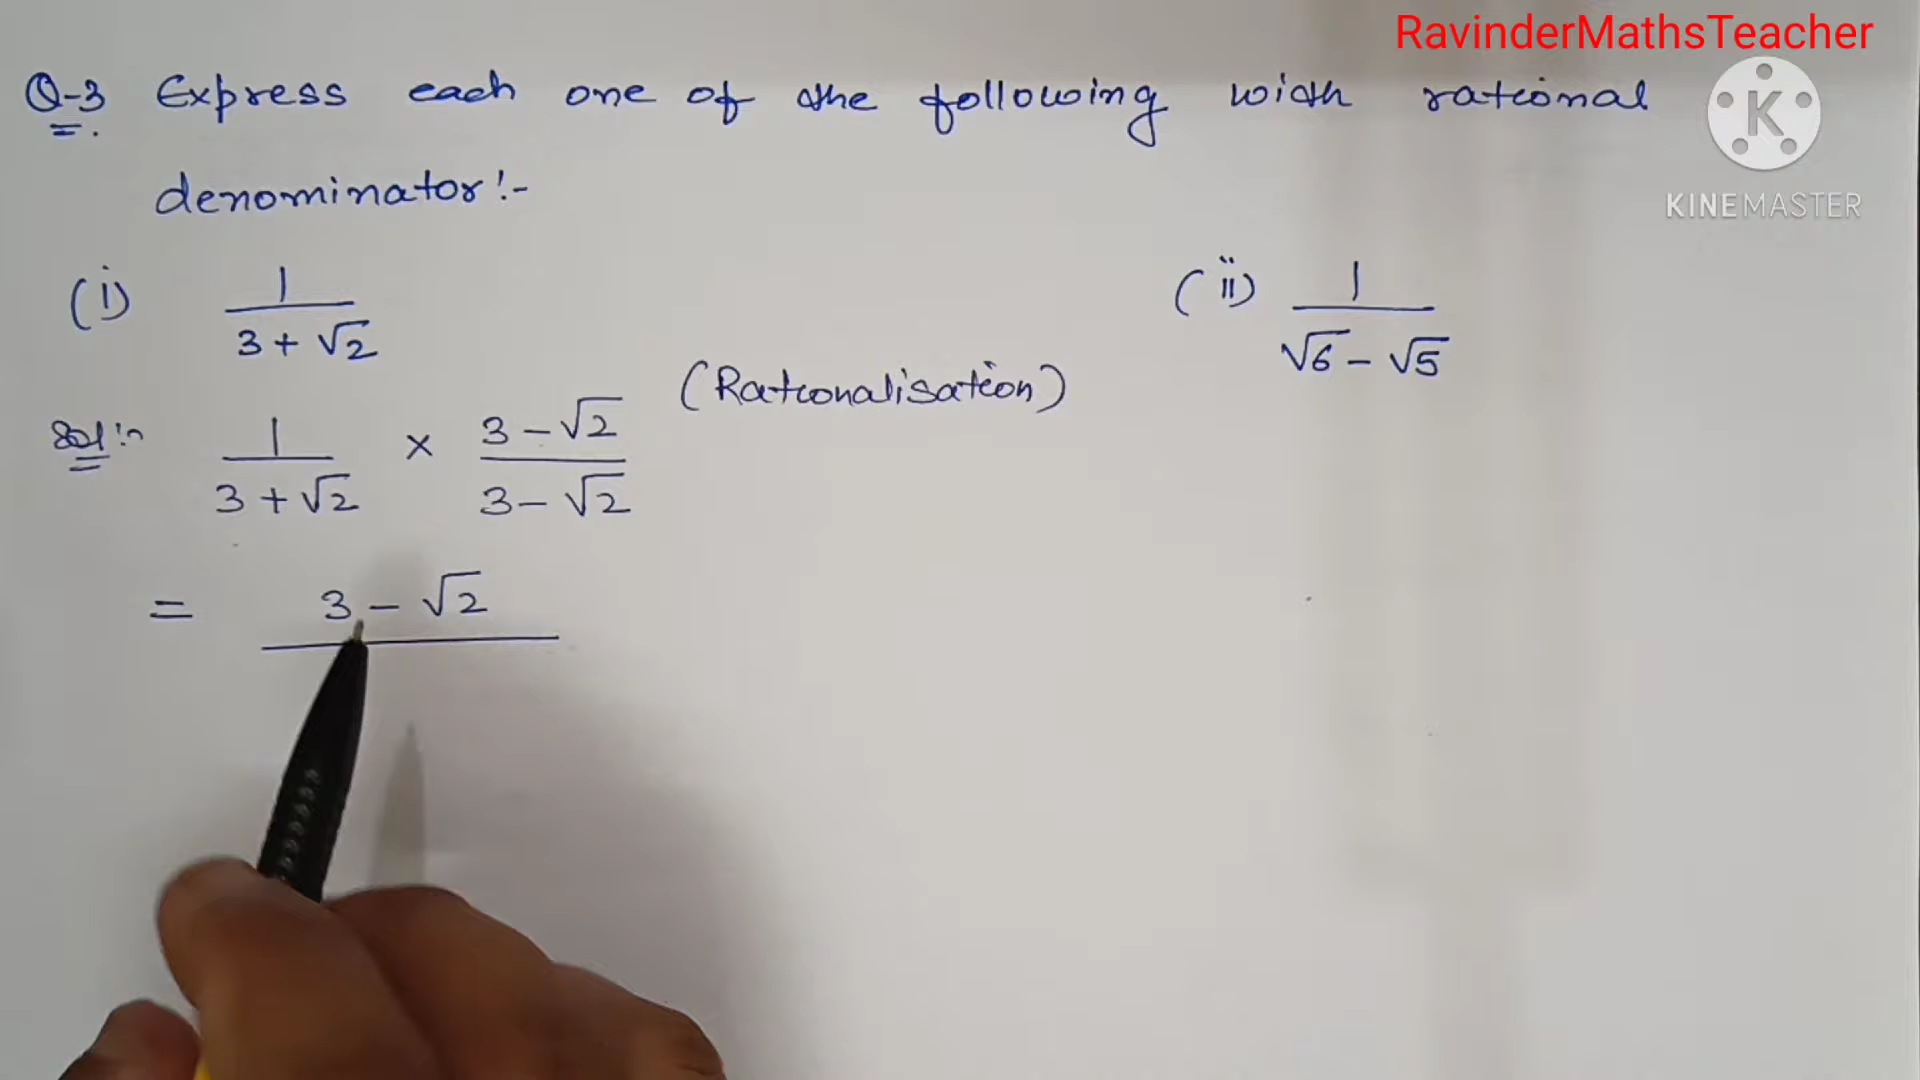 RavinderMathsTeacher
Q-3 Express each one of the following with rational
denominator:-
KINEMASTER
(i) 1/(3+√2)
(ii) 1/(√6-√5)
(Rationalisation)
Sol:n 1/(3+√2) × (3-√2)/(3-√2)
= 3-√2